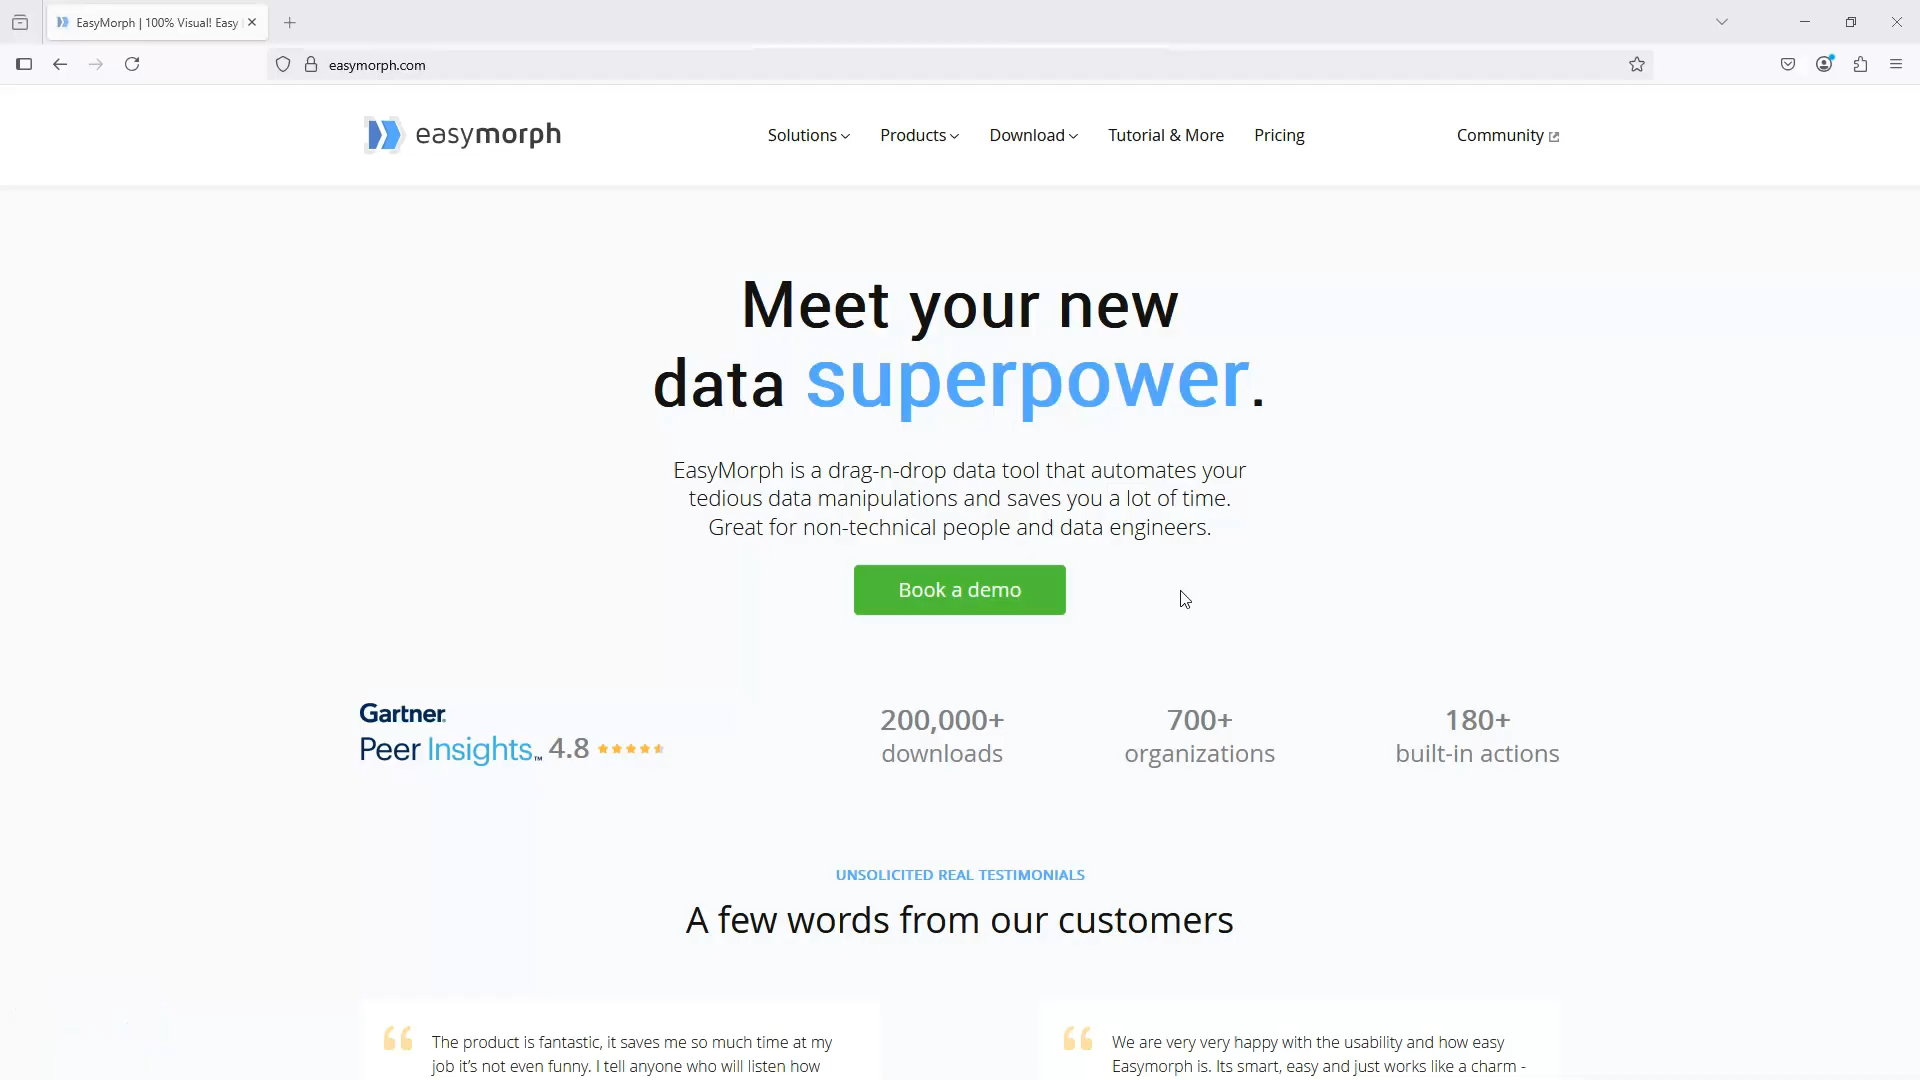 EasyMorph | 100% Visual! Easy
easymorph.com
easymorph
Solutions
Products
Download
Tutorial & More
Pricing
Community
Meet your new
data superpower.
EasyMorph is a drag-n-drop data tool that automates your
tedious data manipulations and saves you a lot of time.
Great for non-technical people and data engineers.
Book a demo
Gartner
Peer Insights™ 4.8
200,000+
downloads
700+
organizations
180+
built-in actions
UNSOLICITED REAL TESTIMONIALS
A few words from our customers
The product is fantastic, it saves me so much time at my
job it’s not even funny. I tell anyone who will listen how
We are very very happy with the usability and how easy
Easymorph is. Its smart, easy and just works like a charm -